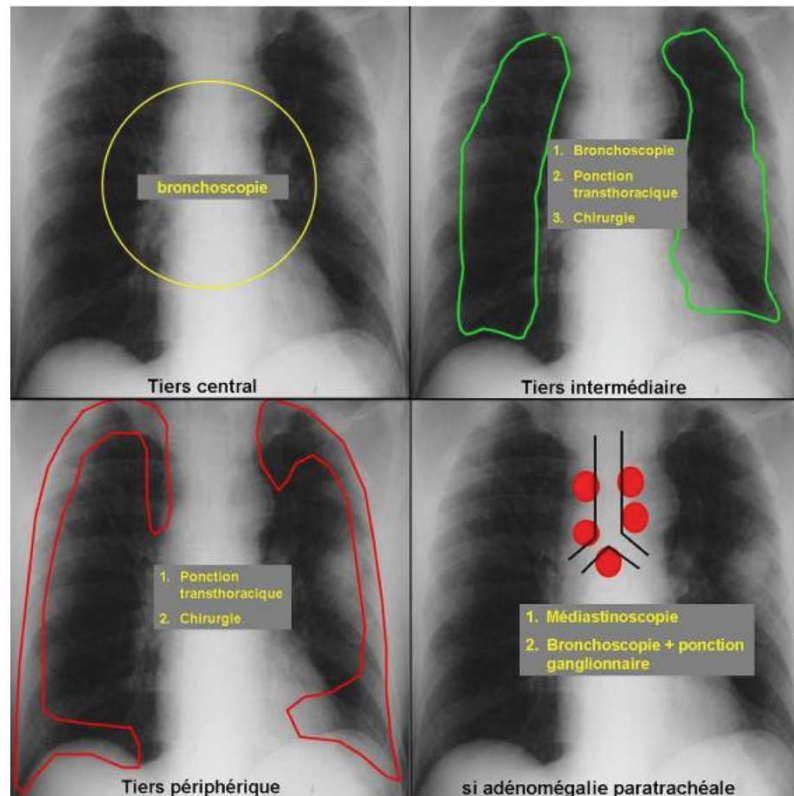 bronchoscopie
Tiers central
1. Bronchoscopie
2. Ponction
transthoracique
3. Chirurgie
Tiers intermédiaire
1. Ponction
transthoracique
2. Chirurgie
Tiers périphérique
1. Médiastinoscopie
2. Bronchoscopie + ponction
ganglionnaire
si adénomégalie paratrachéale